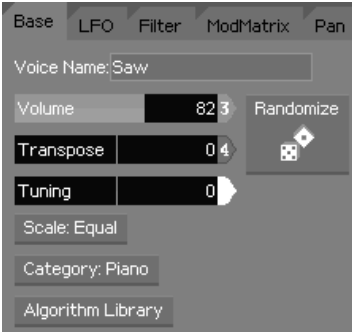 Base LFO Filter ModMatrix Pan
Voice Name: Saw
Volume 82 3 Randomize
Transpose 0 4
Tuning 0
Scale: Equal
Category: Piano
Algorithm Library